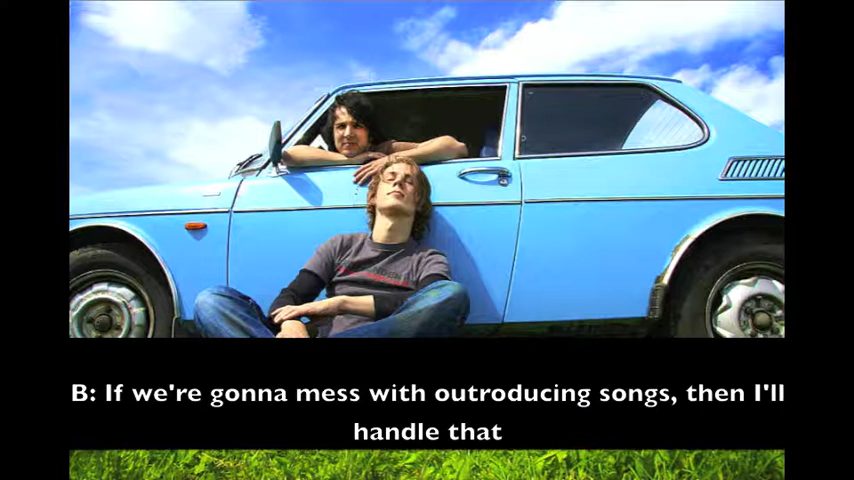 B: If we're gonna mess with outroducing songs, then I'll
handle that